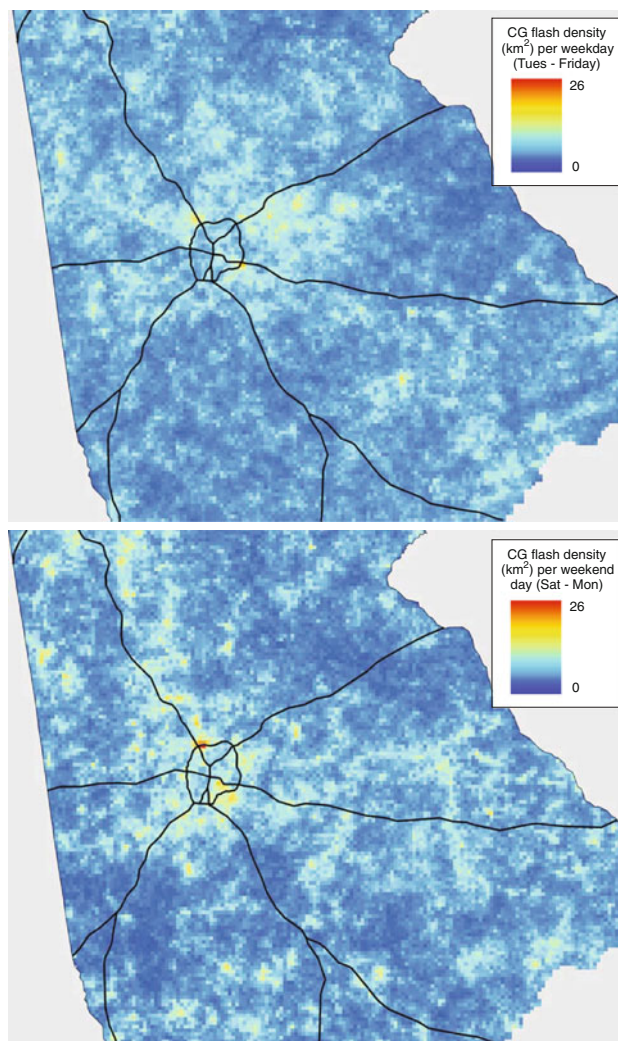 CG flash density
(km²) per weekday
(Tues - Friday)
26
0
CG flash density
(km²) per weekend
day (Sat - Mon)
26
0